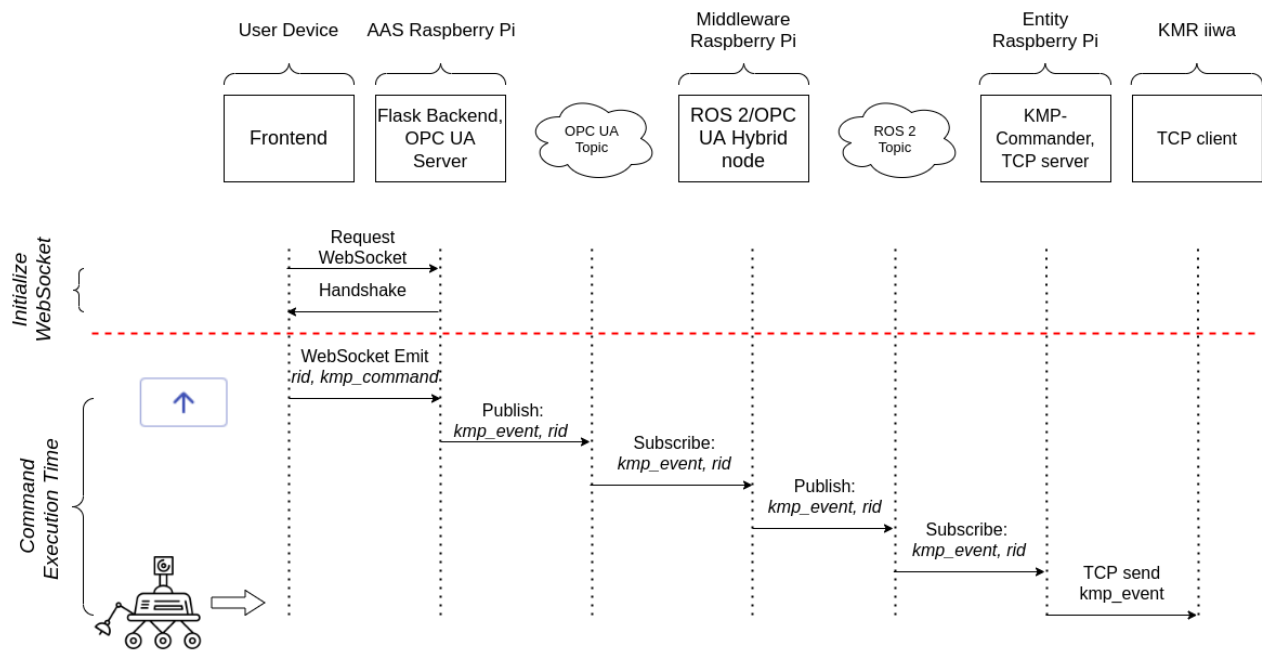 User Device
AAS Raspberry Pi
Middleware
Raspberry Pi
Entity
Raspberry Pi
KMR iiwa
Frontend
Flask Backend,
OPC UA
Server
OPC UA
Topic
ROS 2/OPC
UA Hybrid
node
ROS 2
Topic
KMP-
Commander,
TCP server
TCP client
Initialize
WebSocket
Request
WebSocket
Handshake
WebSocket Emit
rid, kmp_command
Command
Execution Time
Publish:
kmp_event, rid
Subscribe:
kmp_event, rid
Publish:
kmp_event, rid
Subscribe:
kmp_event, rid
TCP send
kmp_event